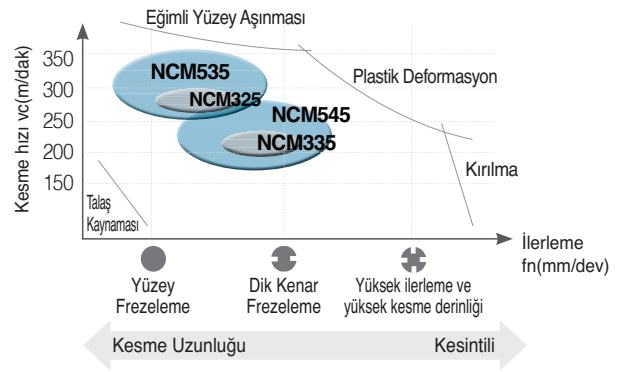 Eğimli Yüzey Aşınması
Kesme hızı vc(m/dak)
350
300
250
200
150
NCM535
NCM325
NCM545
NCM335
Plastik Deformasyon
Kırılma
Talaş
Kaynaması
İlerleme
fn(mm/dev)
Yüzey
Frezeleme
Dik Kenar
Frezeleme
Yüksek ilerleme ve
yüksek kesme derinliği
Kesme Uzunluğu
Kesintili